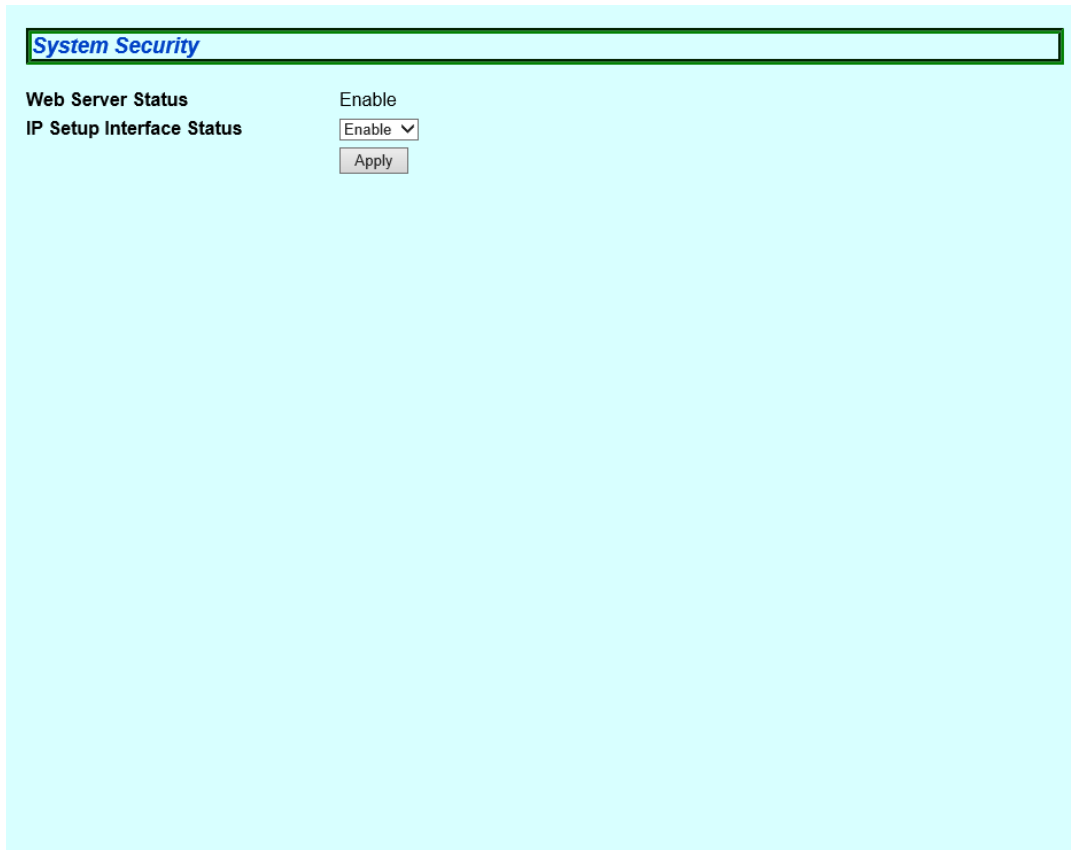 System Security
Web Server Status Enable
IP Setup Interface Status Enable
Apply